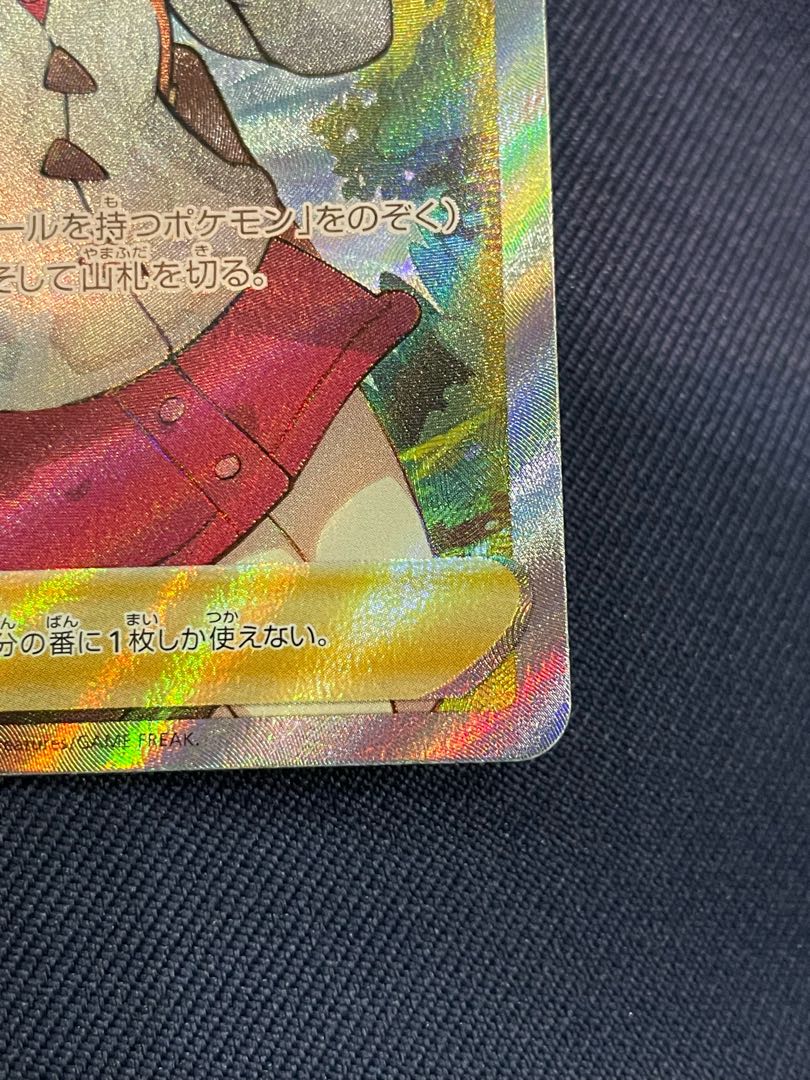 ールを持つポケモン」をのぞく)
そして山札を切る。
分の番に1枚しか使えない。
reatures/GAME FREAK.